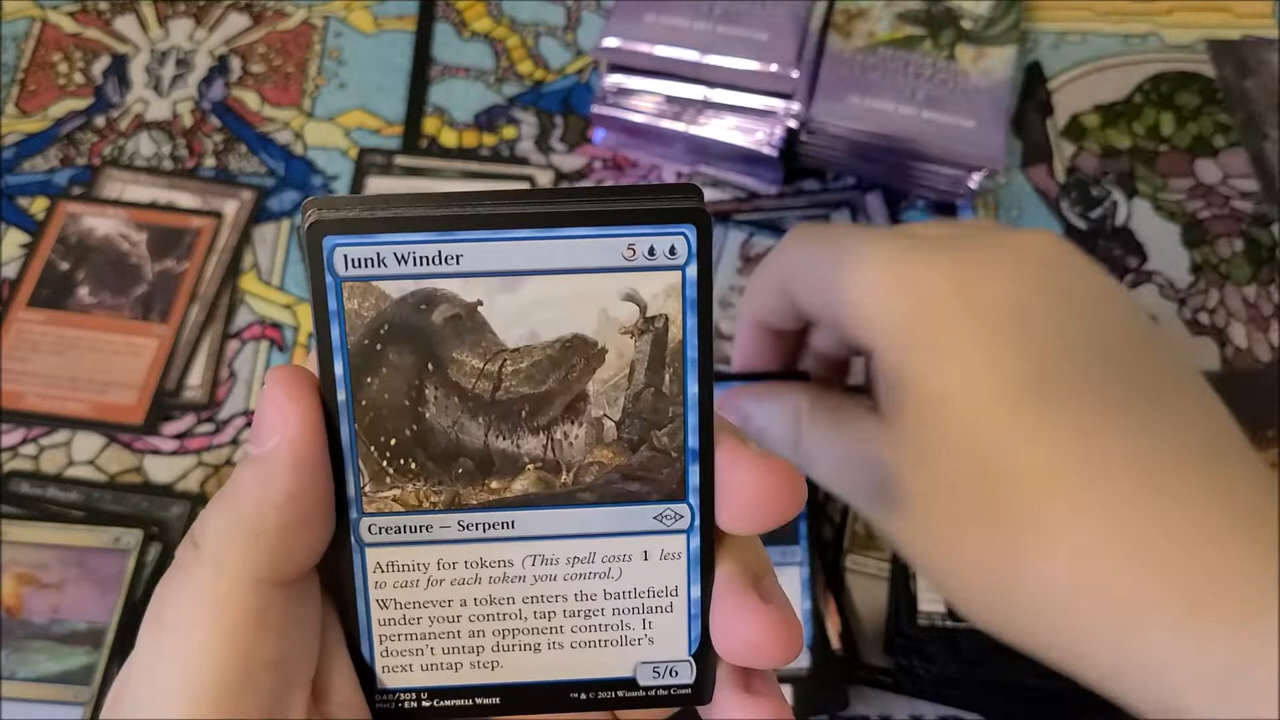 Junk Winder 5
Creature — Serpent
Affinity for tokens (This spell costs 1 less
to cast for each token you control.)
Whenever a token enters the battlefield
under your control, tap target nonland
permanent an opponent controls. It
doesn't untap during its controller's
next untap step.
5/6
048/303 U
MH2 • EN CAMPBELL WHITE
™ & © 2021 Wizards of the Coast